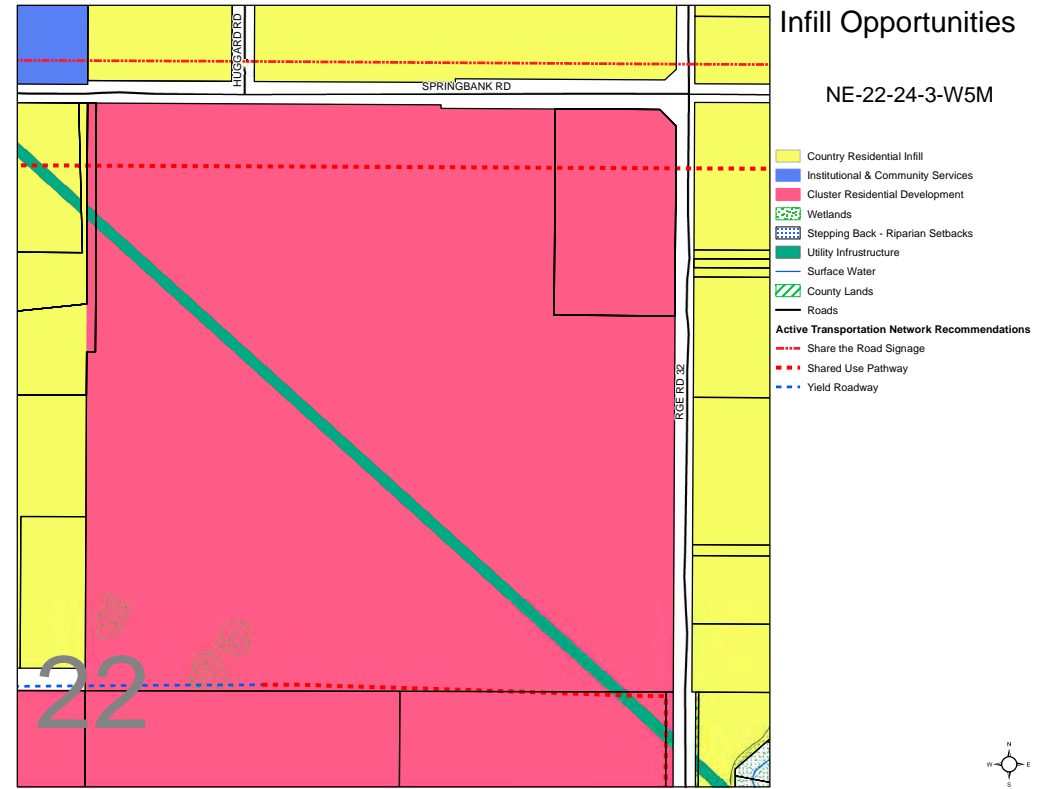 Infill Opportunities
NE-22-24-3-W5M
HUGGARD RD
SPRINGBANK RD
RGE RD 32
22
Country Residential Infill
Institutional & Community Services
Cluster Residential Development
Wetlands
Stepping Back - Riparian Setbacks
Utility Infrustructure
Surface Water
County Lands
Roads
Active Transportation Network Recommendations
Share the Road Signage
Shared Use Pathway
Yield Roadway
N
W E
S